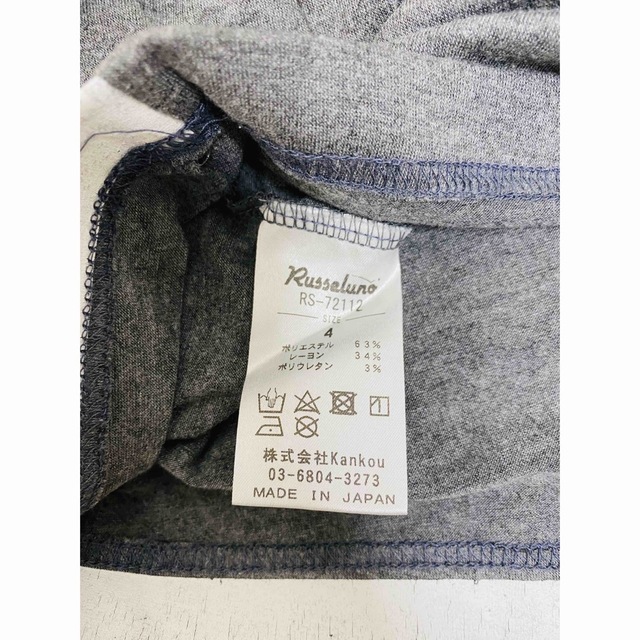 Russeluno
RS-72112
SIZE
4
ポリエステル 63%
レーヨン 34%
ポリウレタン 3%
株式会社Kankou
03-6804-3273
MADE IN JAPAN